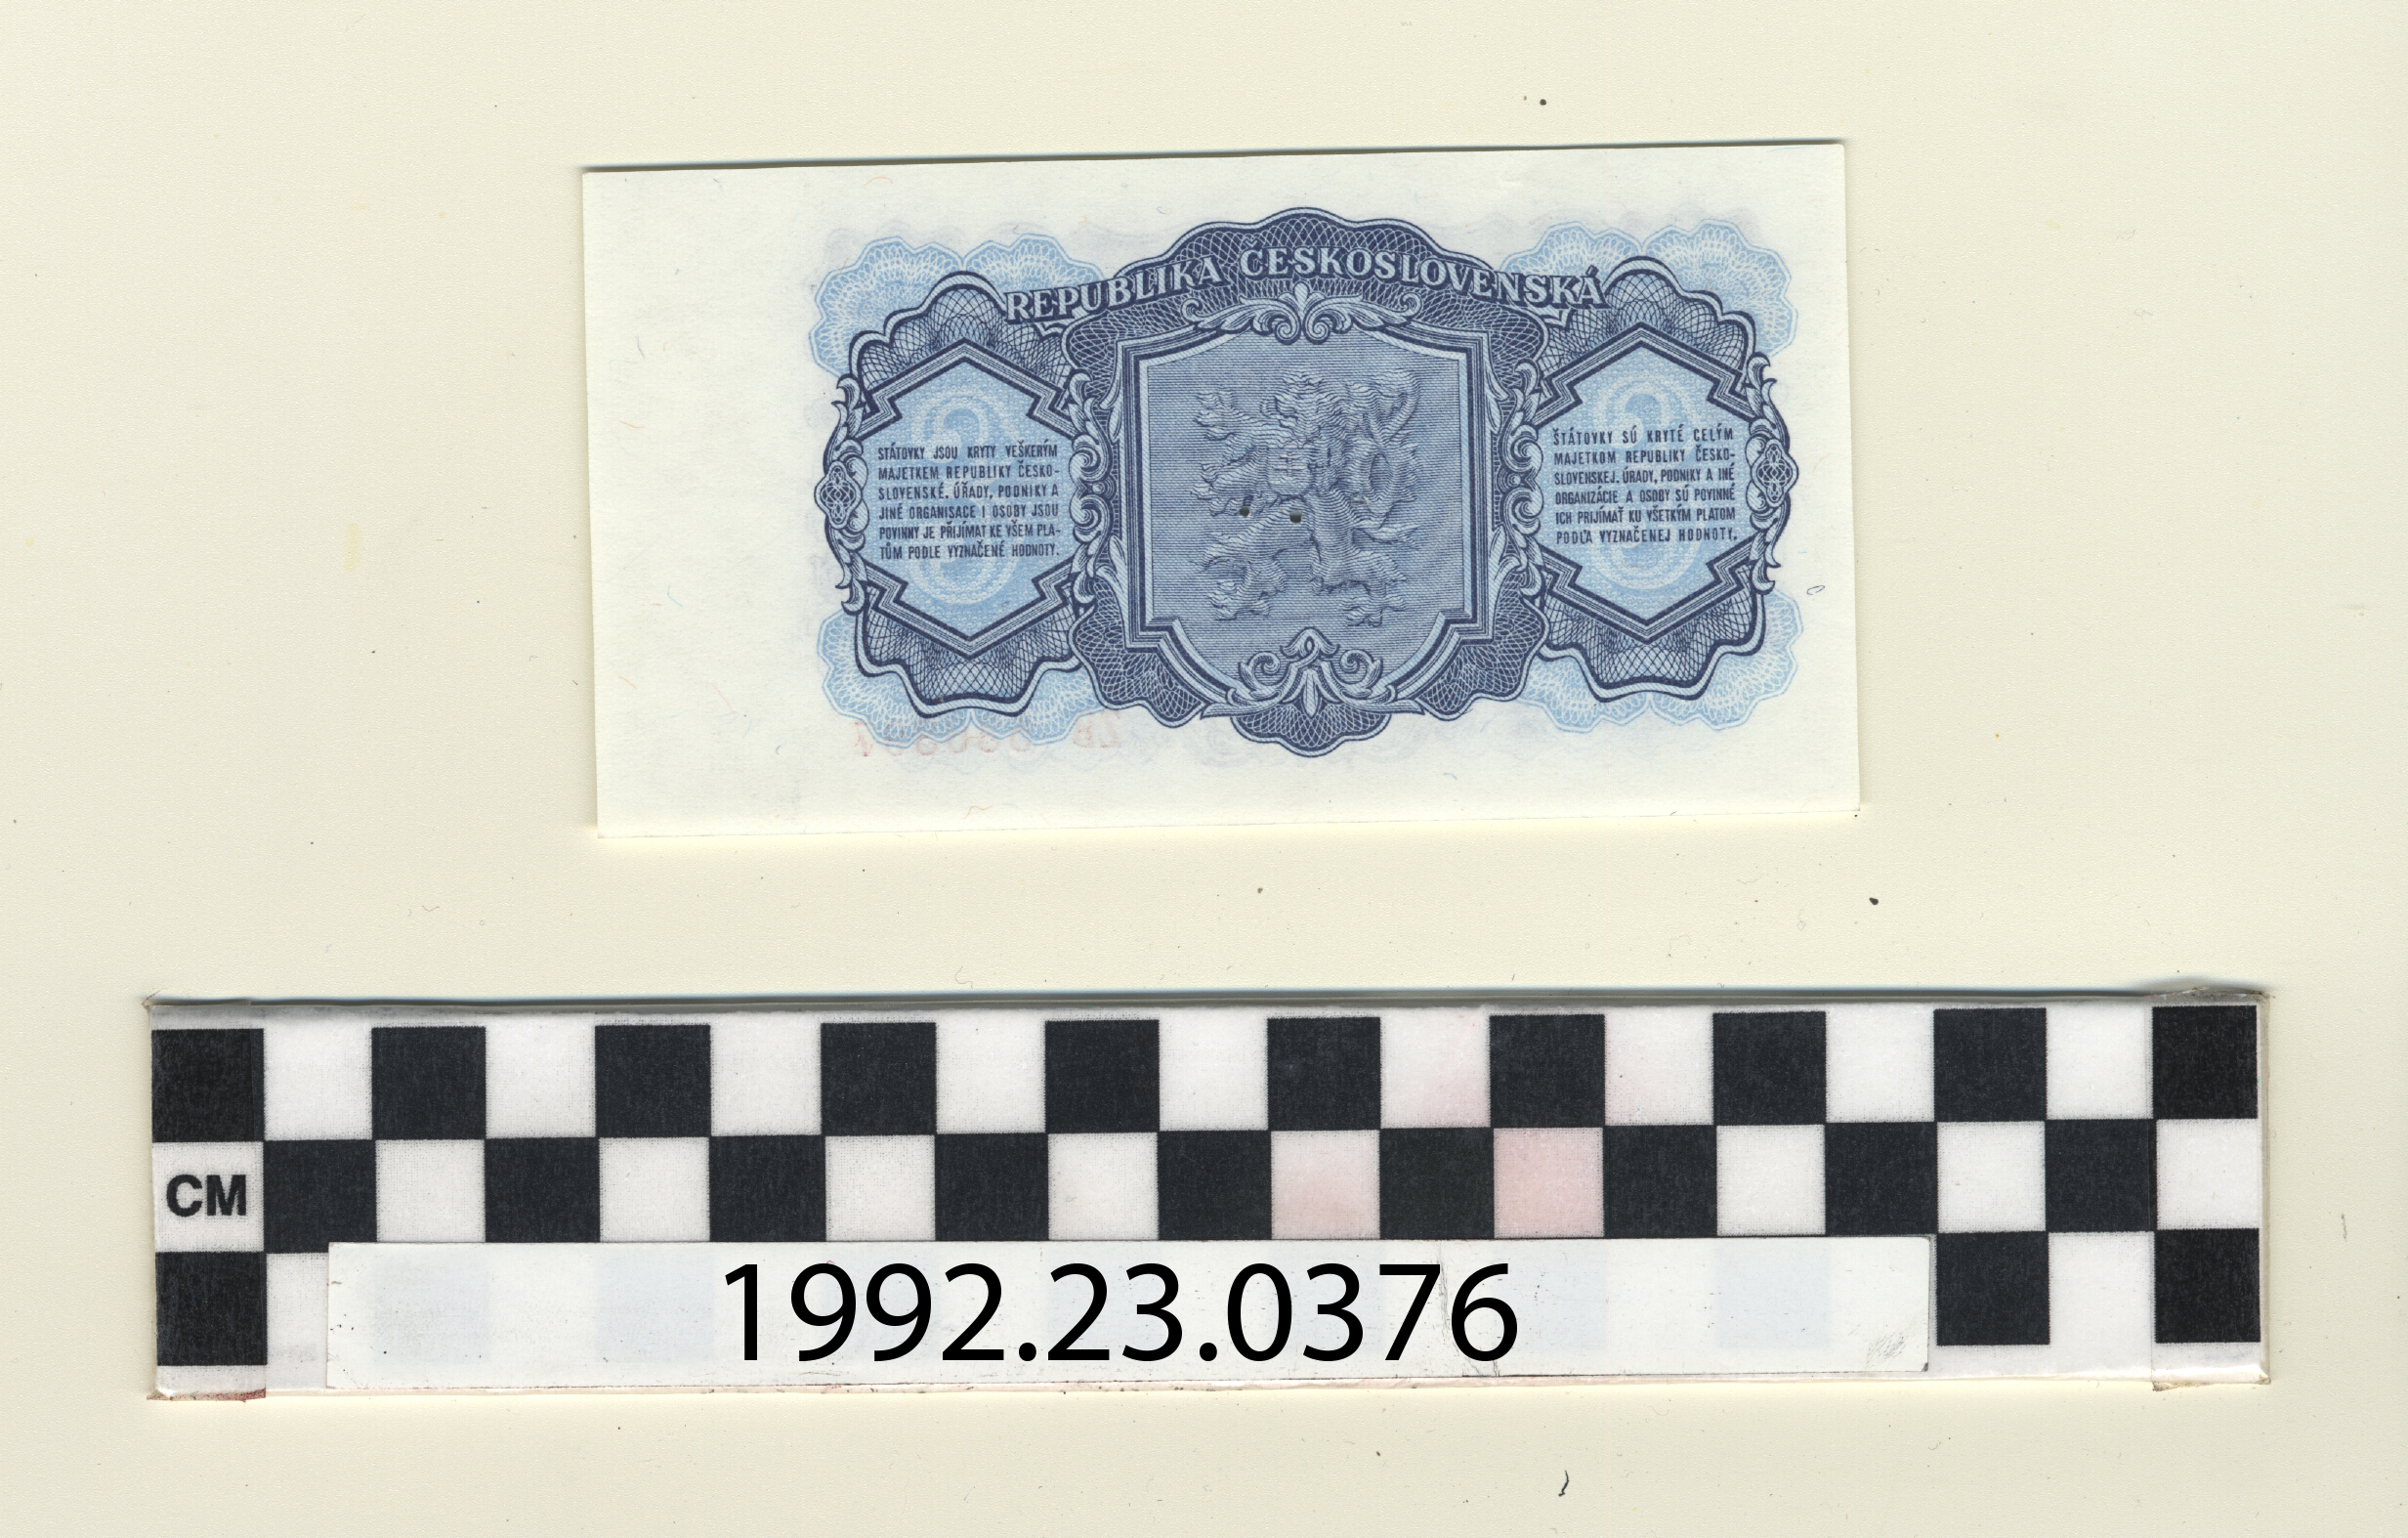 REPUBLIKA ČESKOSLOVENSKÁ
STÁTOVKY JSOU KRYTY VEŠKERÝM
MAJETKEM REPUBLIKY ČESKO-
SLOVENSKÉ. ÚŘADY, PODNIKY A
JINÉ ORGANISACE I OSOBY JSOU
POVINNY JE PŘIJÍMAT KE VŠEM PLA-
TŮM PODLE VYZNAČENÉ HODNOTY.
3
ŠTÁTOVKY SÚ KRYTÉ CELÝM
MAJETKOM REPUBLIKY ČESKO-
SLOVENSKEJ. ÚRADY, PODNIKY A INÉ
ORGANIZÁCIE A OSOBY SÚ POVINNÉ
ICH PRIJÍMAŤ KU VŠETKÝM PLATOM
PODĽA VYZNAČENEJ HODNOTY.
3
CM
1992.23.0376